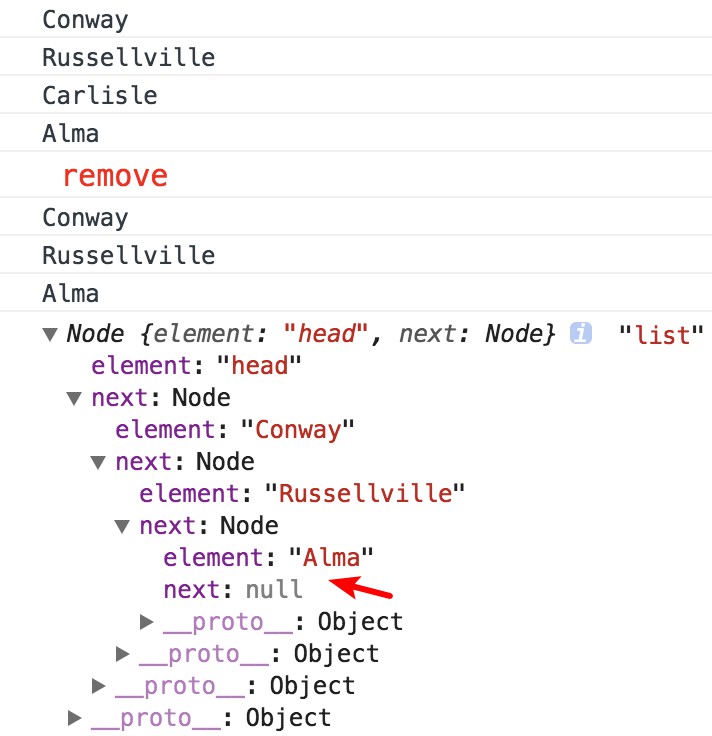 Conway
Russellville
Carlisle
Alma
remove
Conway
Russellville
Alma
▼ Node {element: "head", next: Node} i "list"
element: "head"
▼ next: Node
element: "Conway"
▼ next: Node
element: "Russellville"
▼ next: Node
element: "Alma"
next: null
▶ __proto__: Object
▶ __proto__: Object
▶ __proto__: Object
▶ __proto__: Object